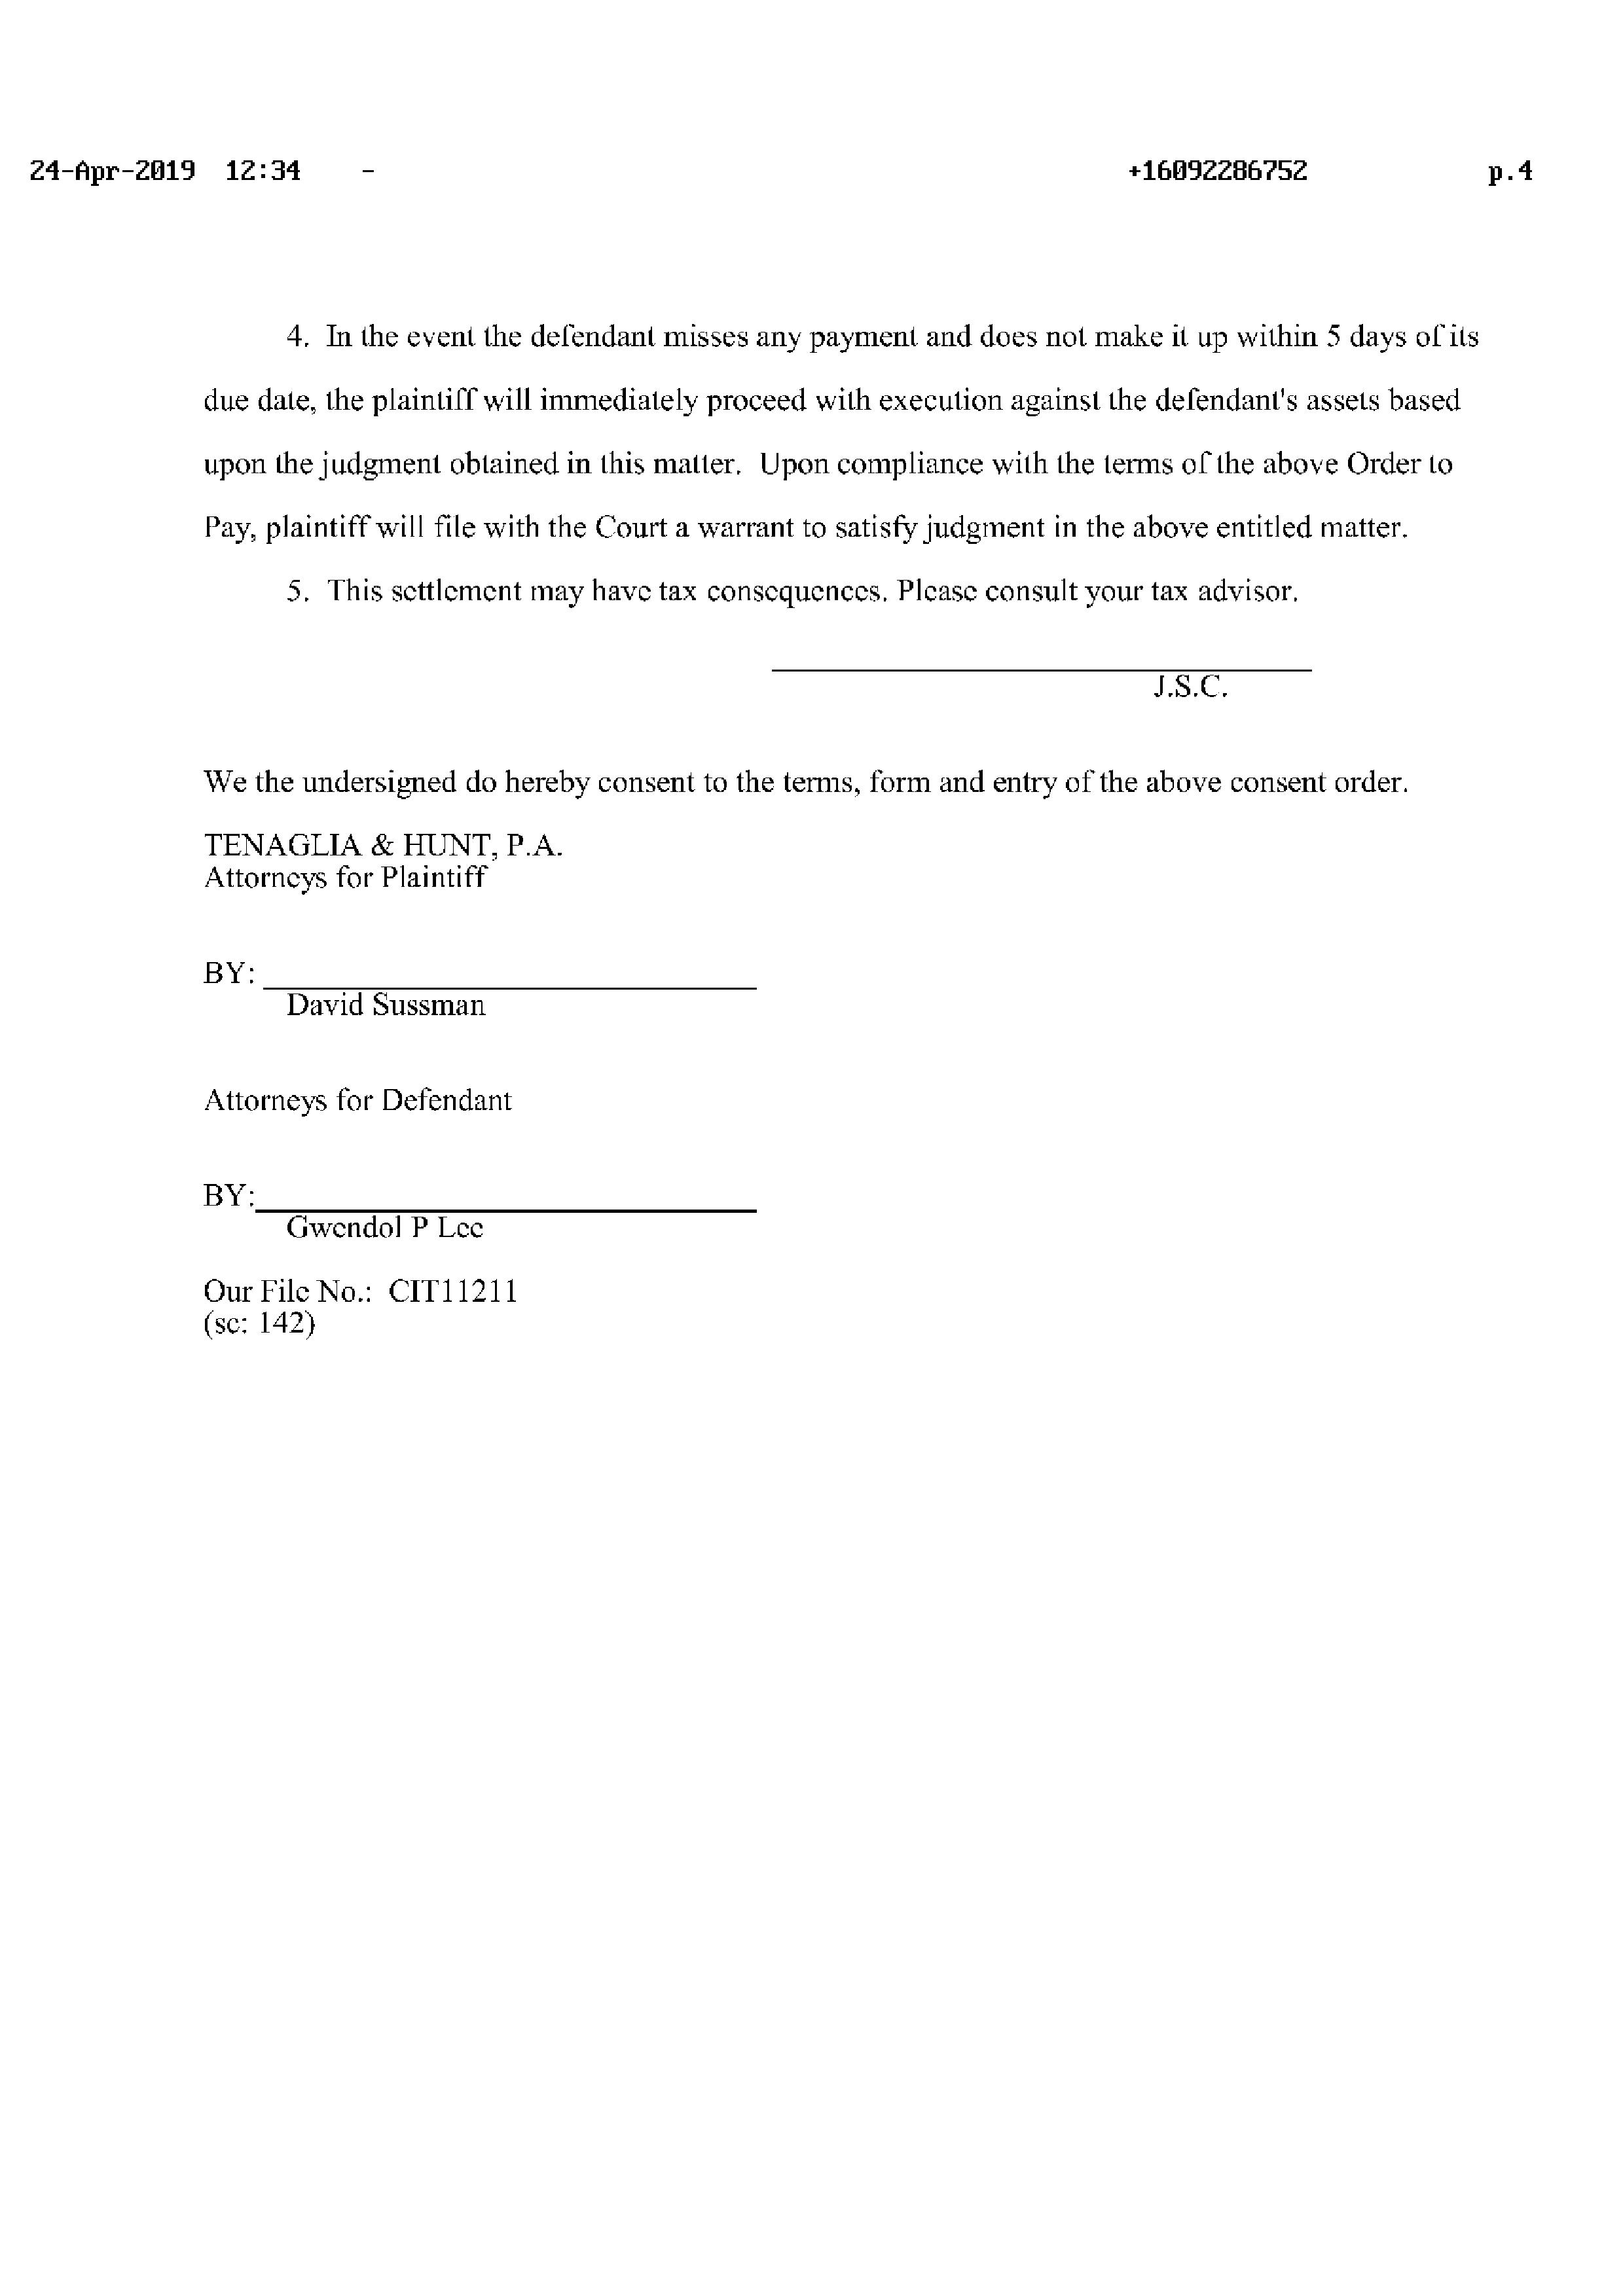 24-Apr-2019 12:34 - +16092286752 p.4
4. In the event the defendant misses any payment and does not make it up within 5 days of its
due date, the plaintiff will immediately proceed with execution against the defendant's assets based
upon the judgment obtained in this matter. Upon compliance with the terms of the above Order to
Pay, plaintiff will file with the Court a warrant to satisfy judgment in the above entitled matter.
5. This settlement may have tax consequences. Please consult your tax advisor.
J.S.C.
We the undersigned do hereby consent to the terms, form and entry of the above consent order.
TENAGLIA & HUNT, P.A.
Attorneys for Plaintiff
BY:
David Sussman
Attorneys for Defendant
BY:
Gwendol P Lee
Our File No.: CIT11211
(sc: 142)